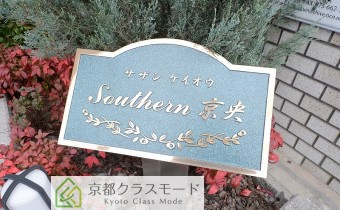 サザン ケイオウ
Southern 京央
京都クラスモード
Kyoto Class Mode